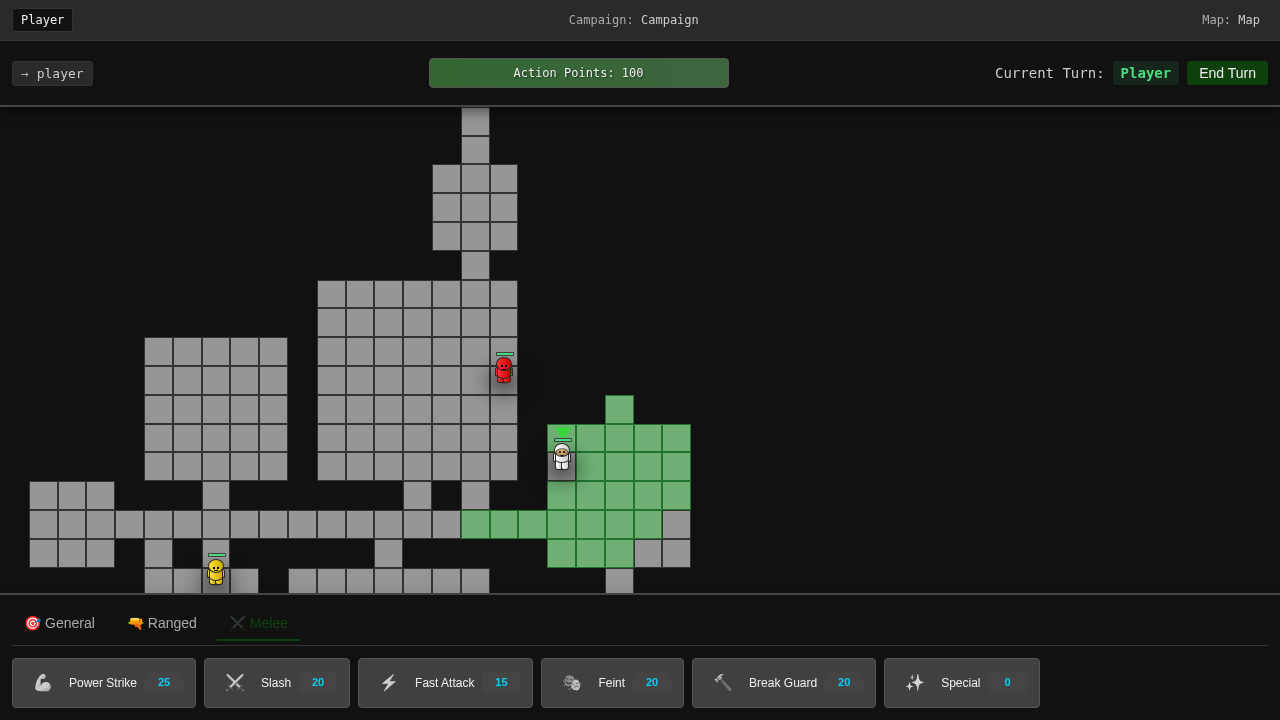 Player
Campaign: Campaign
Map: Map
→ player
Action Points: 100
Current Turn: Player
End Turn
General
Ranged
Melee
Power Strike 25
Slash 20
Fast Attack 15
Feint 20
Break Guard 20
Special 0